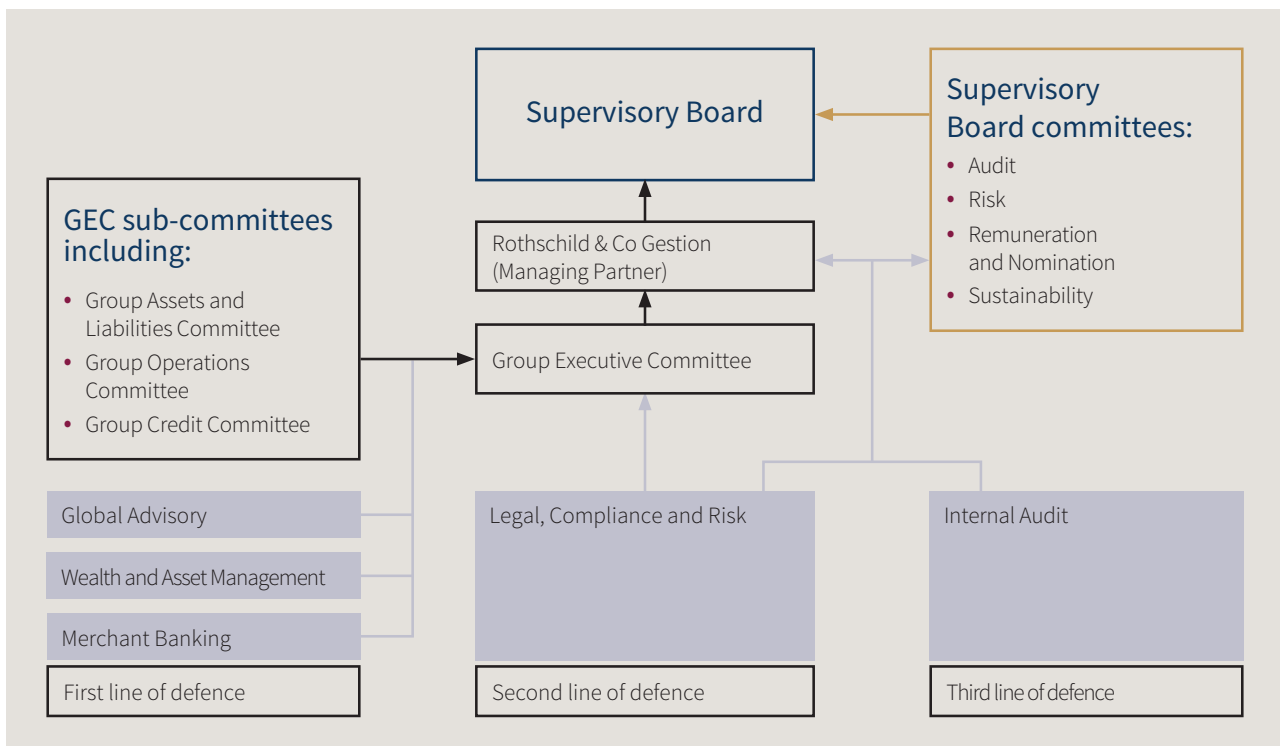 Supervisory Board
Supervisory
Board committees:
• Audit
• Risk
• Remuneration
and Nomination
• Sustainability
GEC sub-committees
including:
• Group Assets and
Liabilities Committee
• Group Operations
Committee
• Group Credit Committee
Rothschild & Co Gestion
(Managing Partner)
Group Executive Committee
Global Advisory
Wealth and Asset Management
Merchant Banking
First line of defence
Legal, Compliance and Risk
Second line of defence
Internal Audit
Third line of defence